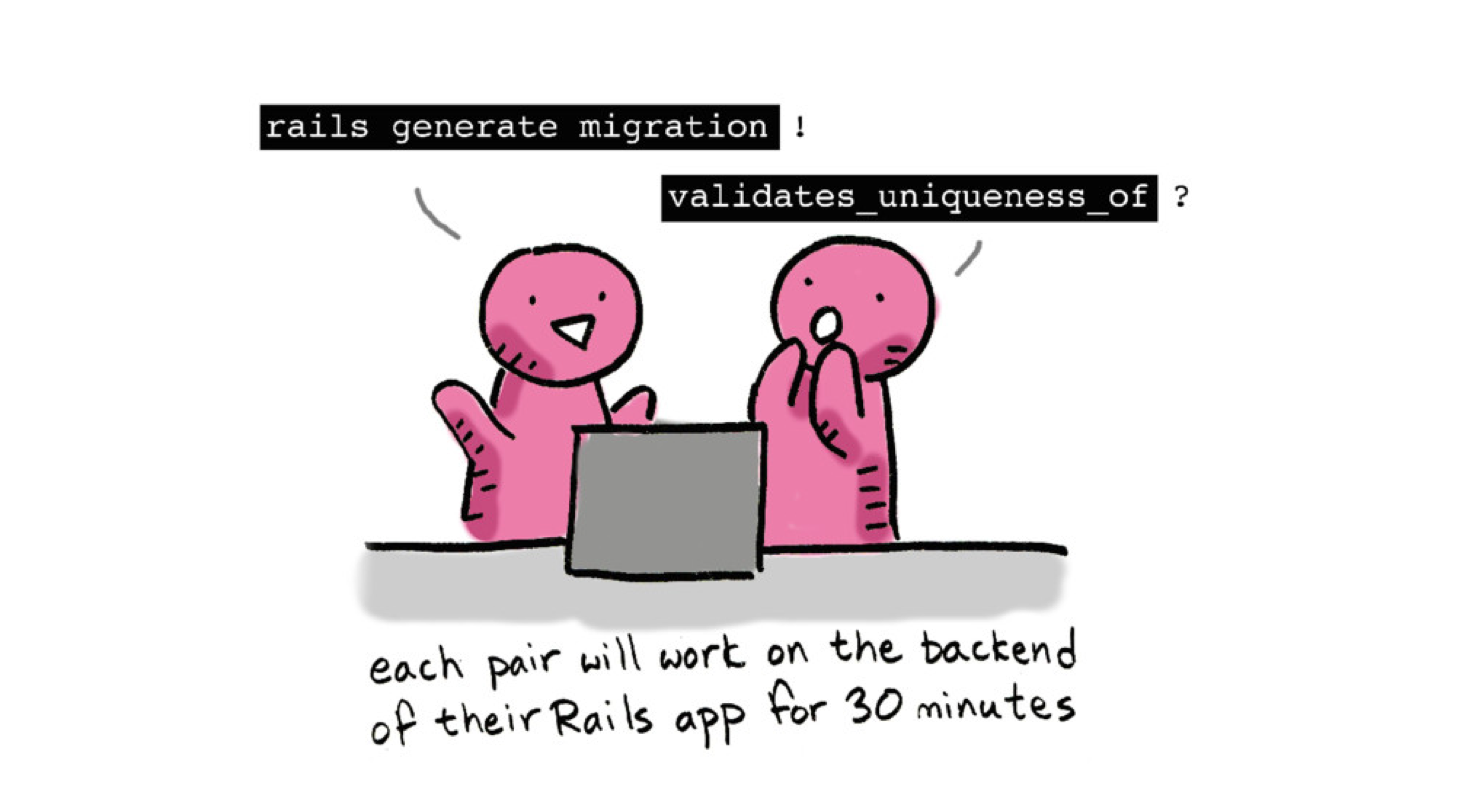 rails generate migration !
validates_uniqueness_of ?
each pair will work on the backend
of their Rails app for 30 minutes